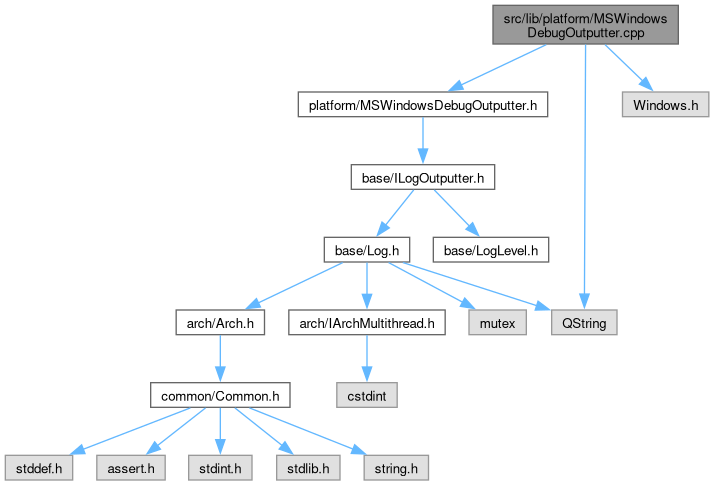 src/lib/platform/MSWindows
DebugOutputter.cpp
platform/MSWindowsDebugOutputter.h
Windows.h
base/ILogOutputter.h
base/Log.h
base/LogLevel.h
arch/Arch.h
arch/IArchMultithread.h
mutex
QString
common/Common.h
cstdint
stddef.h
assert.h
stdint.h
stdlib.h
string.h